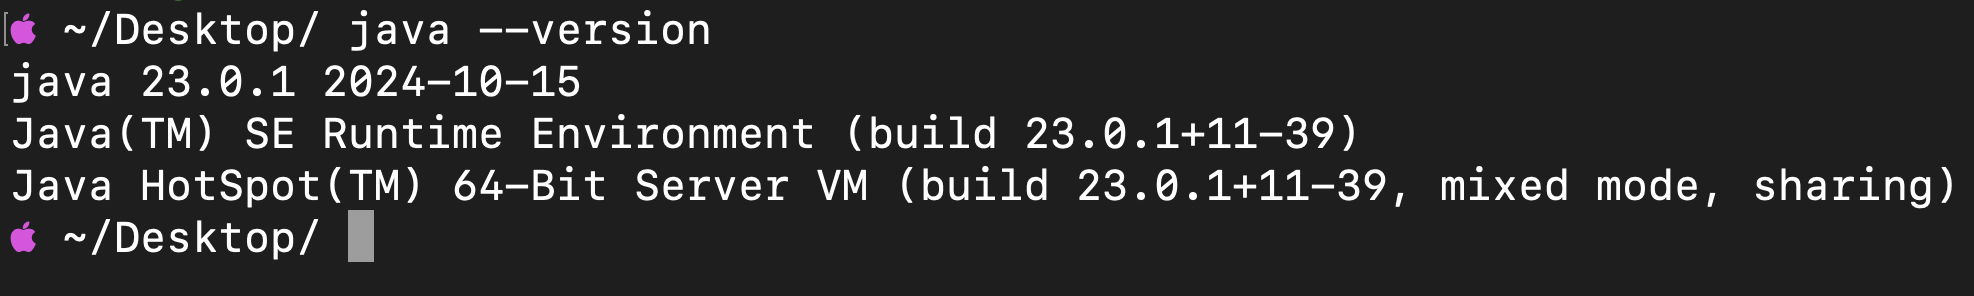 ~/Desktop/ java --version
java 23.0.1 2024-10-15
Java(TM) SE Runtime Environment (build 23.0.1+11-39)
Java HotSpot(TM) 64-Bit Server VM (build 23.0.1+11-39, mixed mode, sharing)
 ~/Desktop/